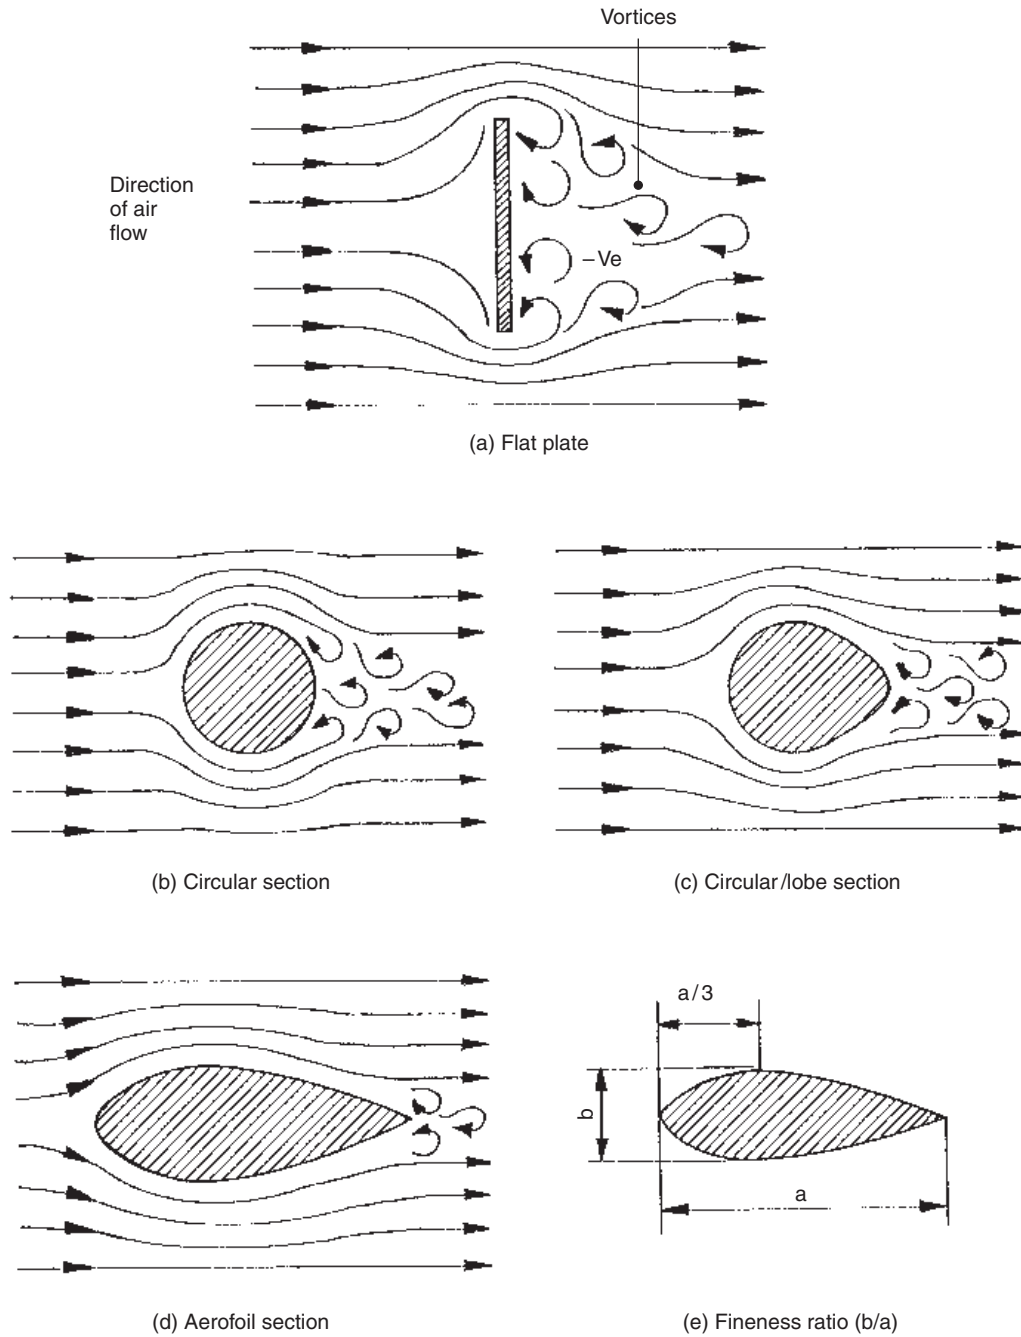 Vortices
Direction
of air
flow
–Ve
(a) Flat plate
(b) Circular section
(c) Circular/lobe section
a/3
b
a
(d) Aerofoil section
(e) Fineness ratio (b/a)